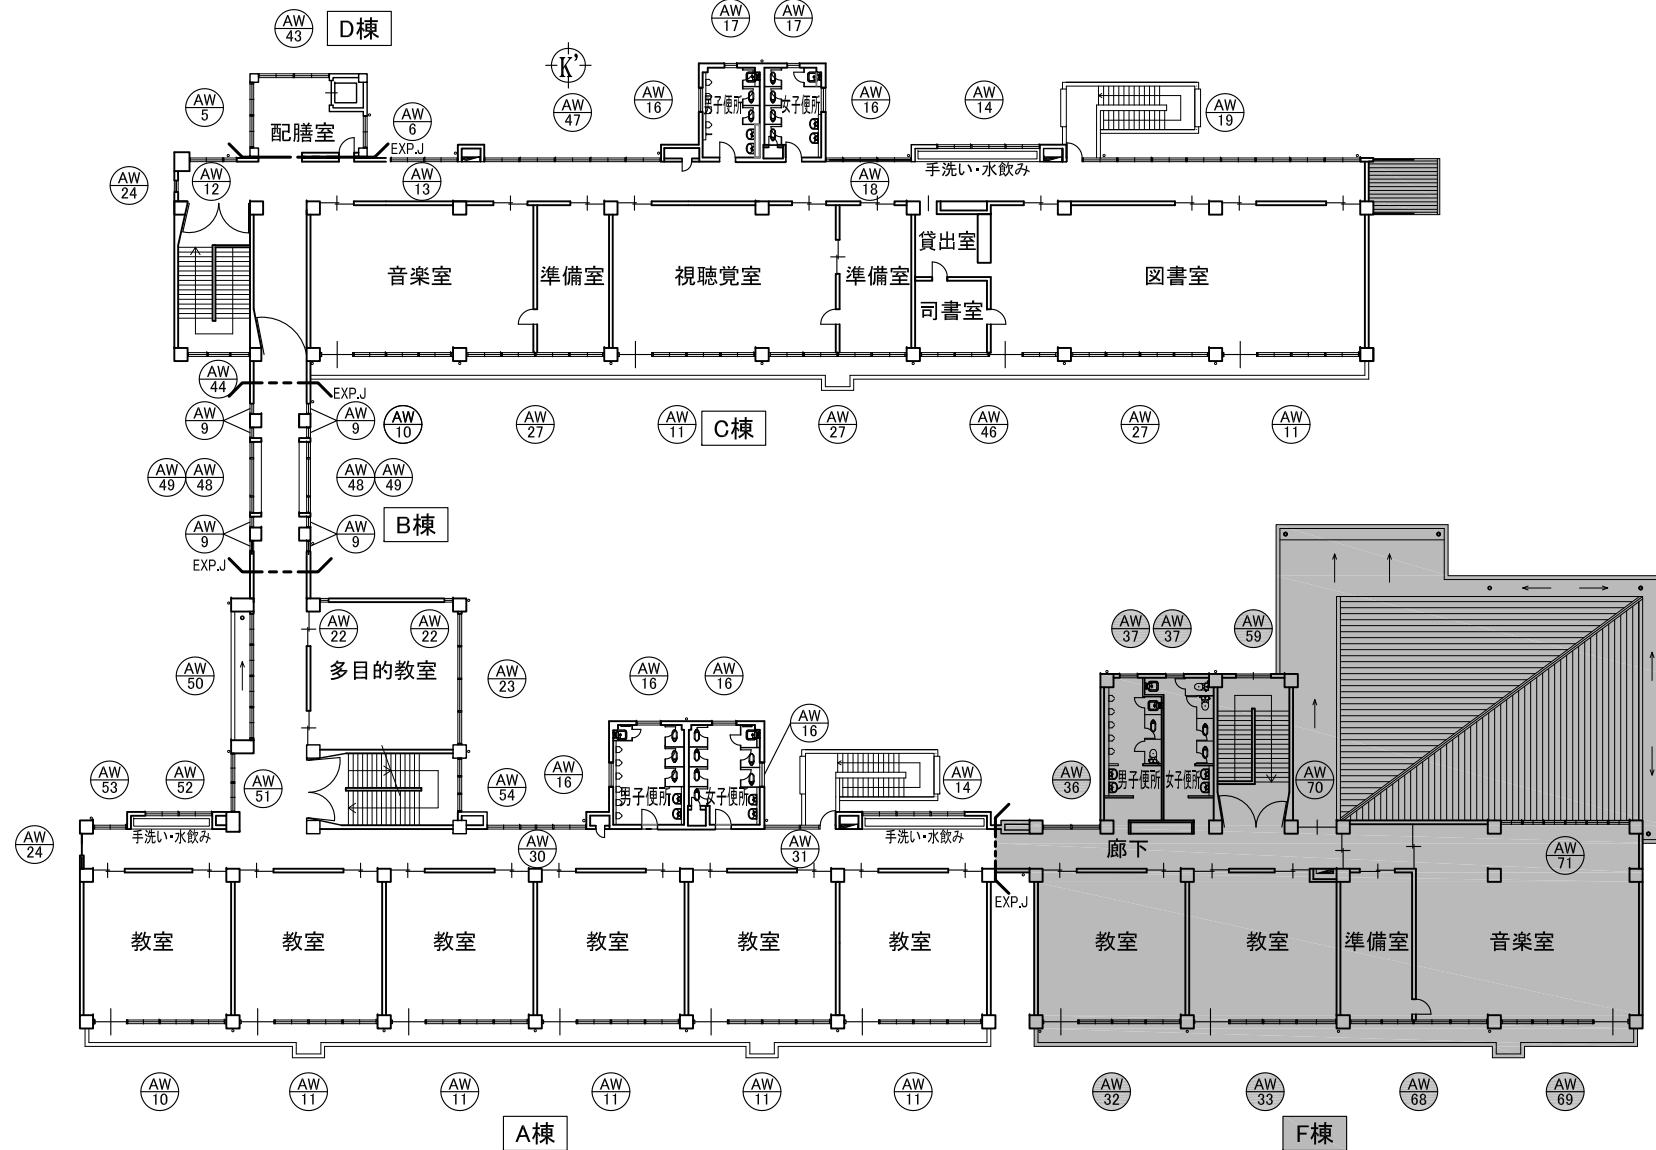 AW
43
D棟
AW
17
AW
17
K'
AW
5
AW
6
AW
47
AW
16
AW
16
AW
14
AW
19
配膳室
男子便所
女子便所
EXP.J
AW
24
AW
12
AW
13
AW
18
手洗い・水飲み
音楽室
準備室
視聴覚室
準備室
貸出室
司書室
図書室
AW
44
EXP.J
AW
9
AW
9
AW
10
AW
27
AW
11
C棟
AW
27
AW
46
AW
27
AW
11
AW
49
AW
48
AW
48
AW
49
AW
9
AW
9
B棟
EXP.J
AW
22
AW
22
AW
37
AW
37
AW
59
AW
50
多目的教室
AW
23
AW
16
AW
16
AW
16
AW
53
AW
52
AW
51
AW
54
AW
16
男子便所
女子便所
AW
14
AW
36
男子便所
女子便所
AW
70
AW
24
手洗い・水飲み
AW
30
AW
31
手洗い・水飲み
廊下
AW
71
EXP.J
教室
教室
教室
教室
教室
教室
教室
教室
準備室
音楽室
AW
10
AW
11
AW
11
AW
11
AW
11
AW
11
AW
32
AW
33
AW
68
AW
69
A棟
F棟